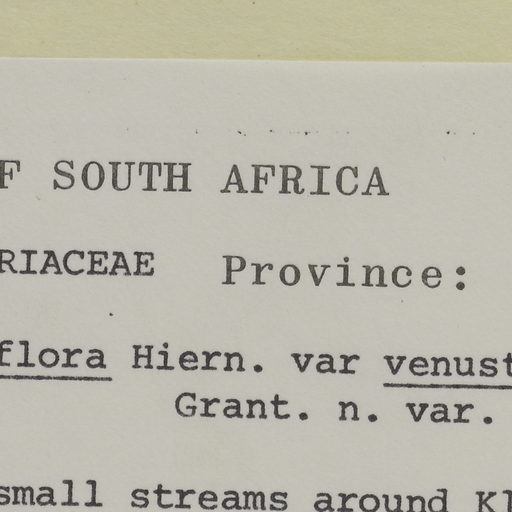 F SOUTH AFRICA
RIACEAE Province:
flora Hiern. var venust
Grant. n. var.
small streams around Kl